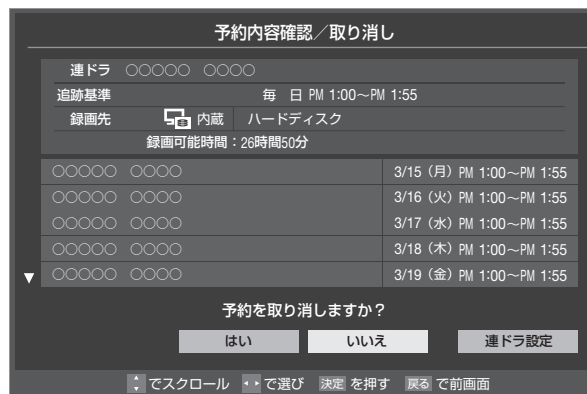 予約内容確認／取り消し
連ドラ ○○○○○ ○○○○
追跡基準 毎 日 PM 1:00～PM 1:55
録画先 内蔵 ハードディスク
録画可能時間：26時間50分
○○○○○ ○○○○ 3/15（月）PM 1:00～PM 1:55
○○○○○ ○○○○ 3/16（火）PM 1:00～PM 1:55
○○○○○ ○○○○ 3/17（水）PM 1:00～PM 1:55
○○○○○ ○○○○ 3/18（木）PM 1:00～PM 1:55
▼ ○○○○○ ○○○○ 3/19（金）PM 1:00～PM 1:55
予約を取り消しますか？
はい いいえ 連ドラ設定
でスクロール で選び 決定 を押す 戻る で前画面